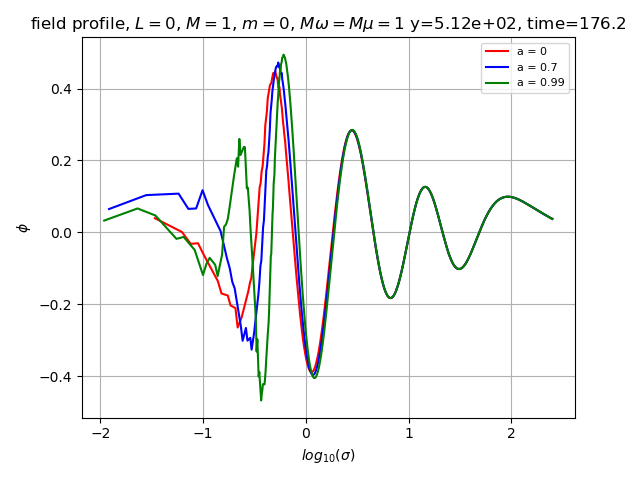 field profile, L = 0, M = 1, m = 0, Mω = Mμ = 1 y=5.12e+02, time=176.2
a = 0
a = 0.7
a = 0.99
0.4
0.2
0.0
−0.2
−0.4
ϕ
−2 −1 0 1 2
log10(σ)